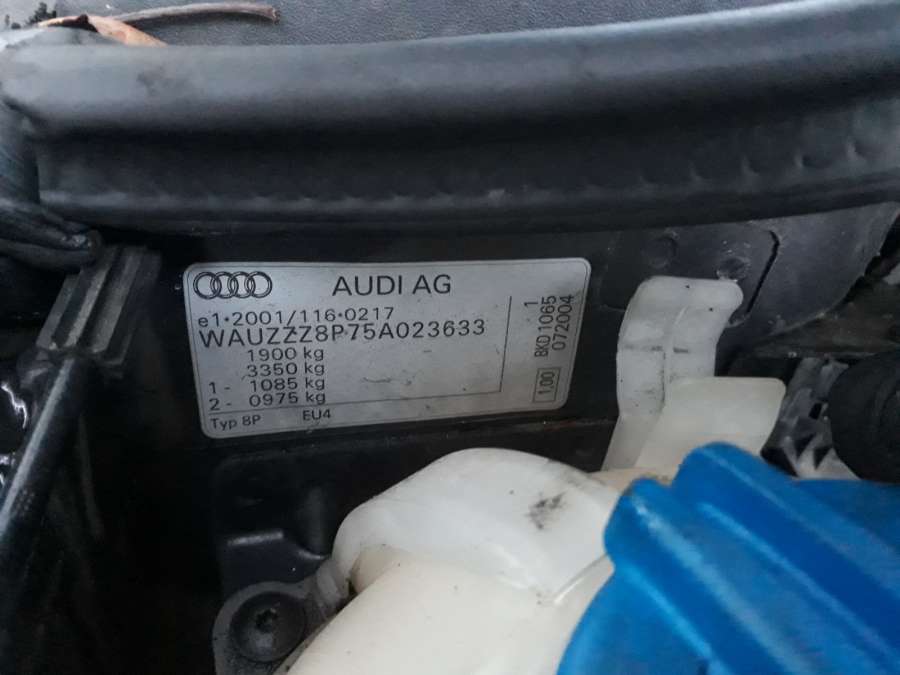 AUDI AG
e1*2001/116*0217
WAUZZZ8P75A023633
1900 kg
3350 kg
1 - 1085 kg
2 - 0975 kg
Typ 8P EU4
1
BKD1065
072004
1,00